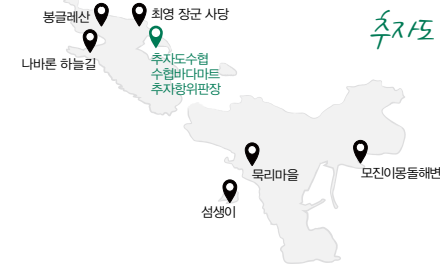 추자도
봉글레산
최영 장군 사당
나바론 하늘길
추자도수협
수협바다마트
추자항위판장
묵리마을
모진이몽돌해변
섬생이